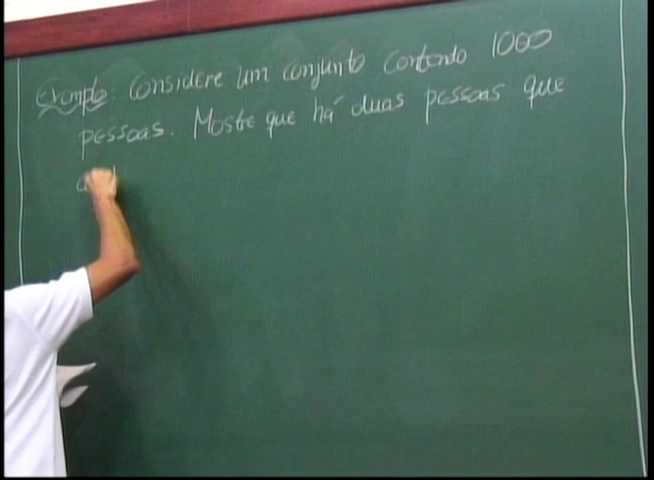 Exemplo: Considere um conjunto contendo 1000
pessoas. Mostre que há duas pessoas que